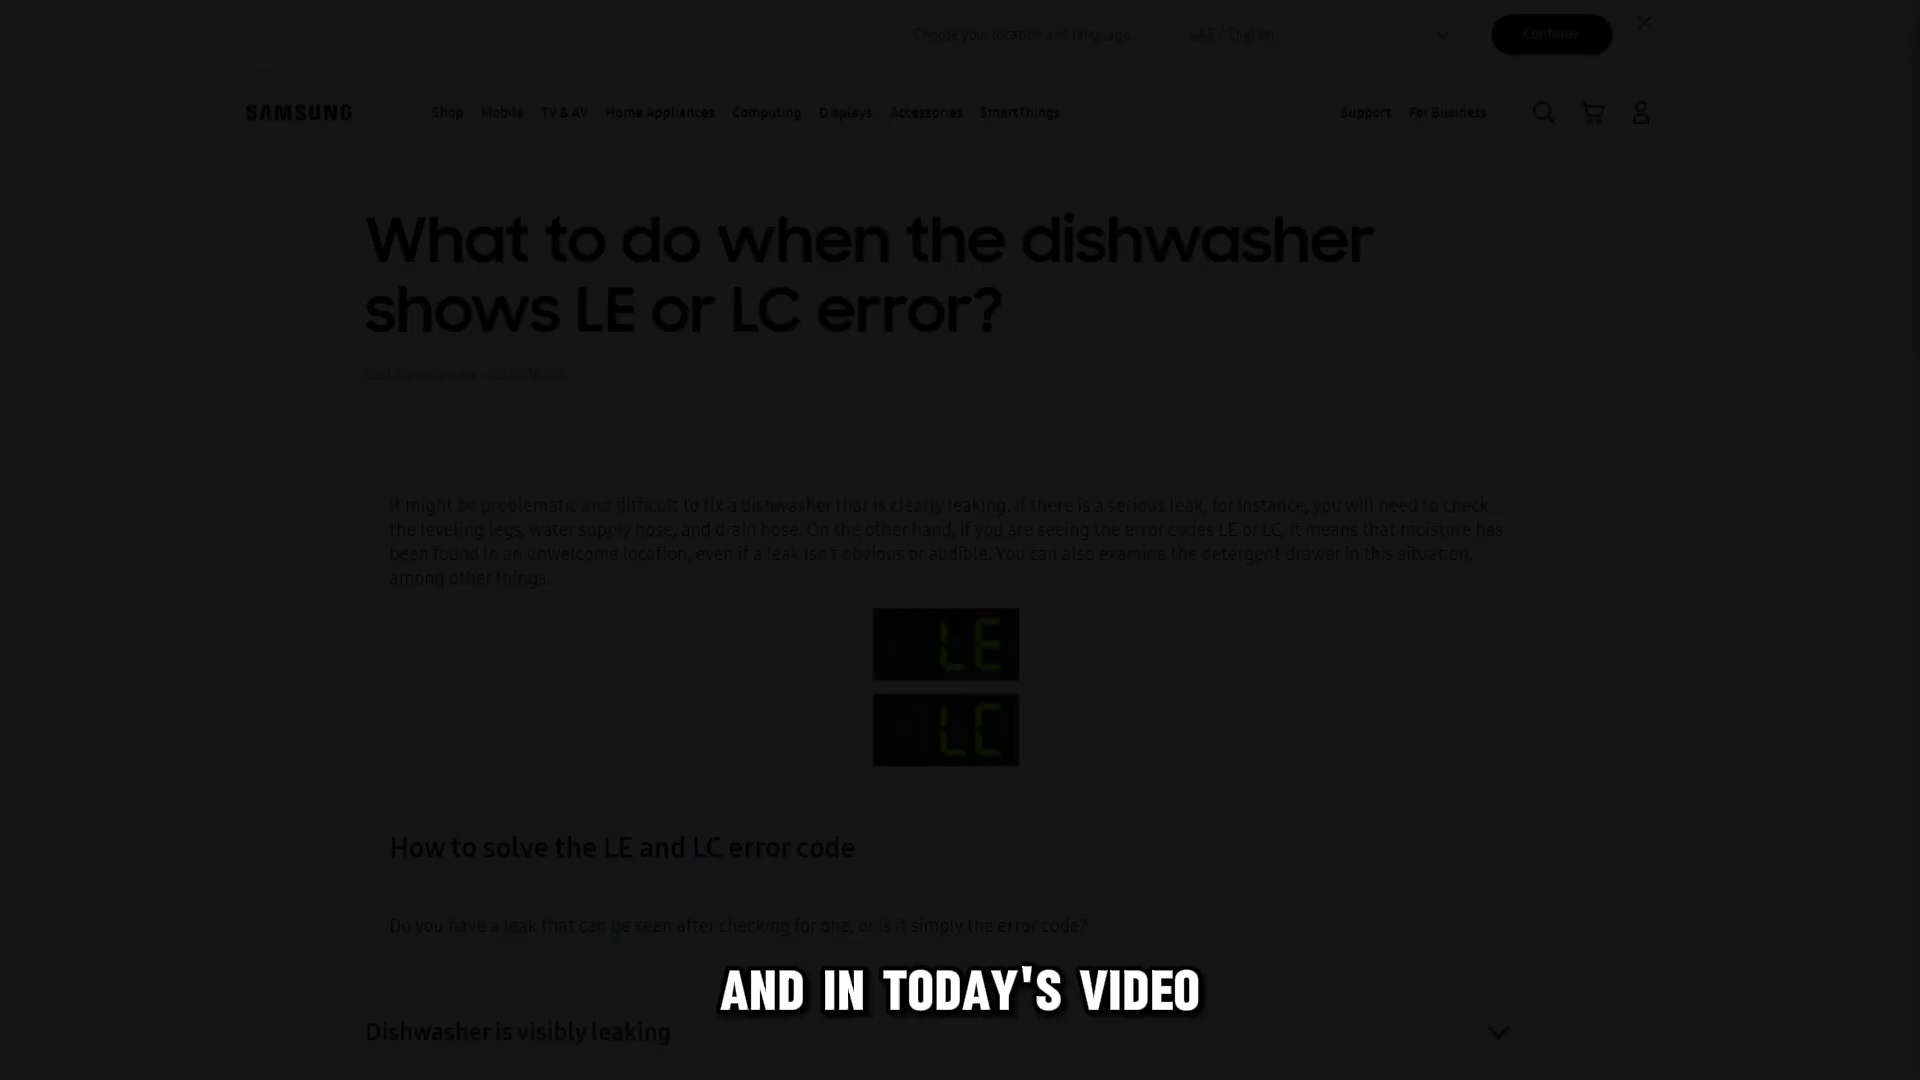 Choose your location and language.
UAE / English
Continue
SAMSUNG
Shop Mobile TV & AV Home Appliances Computing Displays Accessories SmartThings
Support For Business
What to do when the dishwasher
shows LE or LC error?
It might be problematic and difficult to fix a dishwasher that is clearly leaking. If there is a serious leak, for instance, you will need to check
the leveling legs, water supply hose, and drain hose. On the other hand, if you are seeing the error codes LE or LC, it means that moisture has
been found in an unwelcome location, even if a leak isn't obvious or audible. You can also examine the detergent drawer in this situation,
among other things.
LE
LC
How to solve the LE and LC error code
Do you have a leak that can be seen after checking for one, or is it simply the error code?
AND IN TODAY'S VIDEO
Dishwasher is visibly leaking